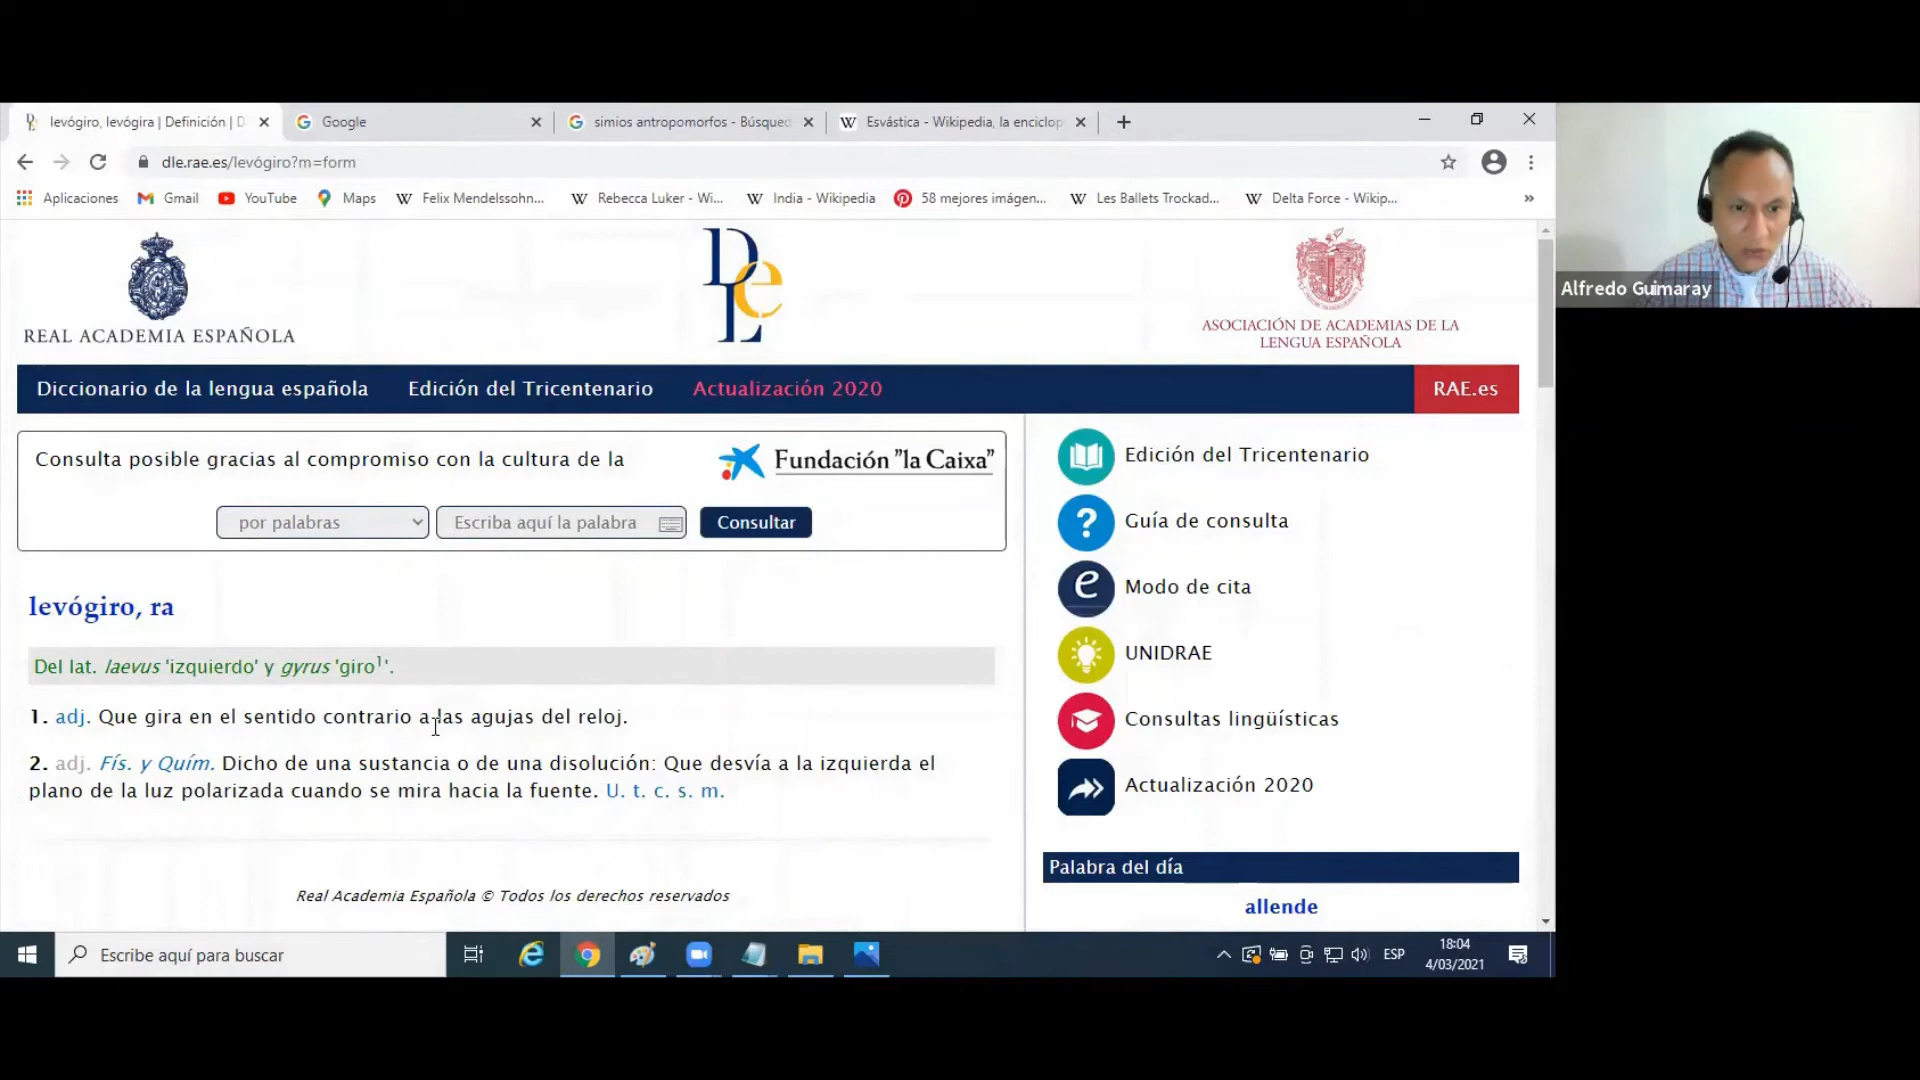 levógiro, levógira | Definición | D
Google
simios antropomorfos - Búsqued
Esvástica - Wikipedia, la enciclop
dle.rae.es/levógiro?m=form
Aplicaciones
Gmail
YouTube
Maps
Felix Mendelssohn...
Rebecca Luker - Wi...
India - Wikipedia
58 mejores imágen...
Les Ballets Trockad...
Delta Force - Wikip...
»
REAL ACADEMIA ESPAÑOLA
DLe
ASOCIACIÓN DE ACADEMIAS DE LA
LENGUA ESPAÑOLA
Alfredo Guimaray
Diccionario de la lengua española
Edición del Tricentenario
Actualización 2020
RAE.es
Consulta posible gracias al compromiso con la cultura de la
Fundación "la Caixa"
por palabras
Escriba aquí la palabra
Consultar
levógiro, ra
Del lat. laevus 'izquierdo' y gyrus 'giro¹'.
1. adj. Que gira en el sentido contrario a las agujas del reloj.
2. adj. Fís. y Quím. Dicho de una sustancia o de una disolución: Que desvía a la izquierda el
plano de la luz polarizada cuando se mira hacia la fuente. U. t. c. s. m.
Real Academia Española © Todos los derechos reservados
Edición del Tricentenario
Guía de consulta
Modo de cita
UNIDRAE
Consultas lingüísticas
Actualización 2020
Palabra del día
allende
Escribe aquí para buscar
ESP
18:04
4/03/2021